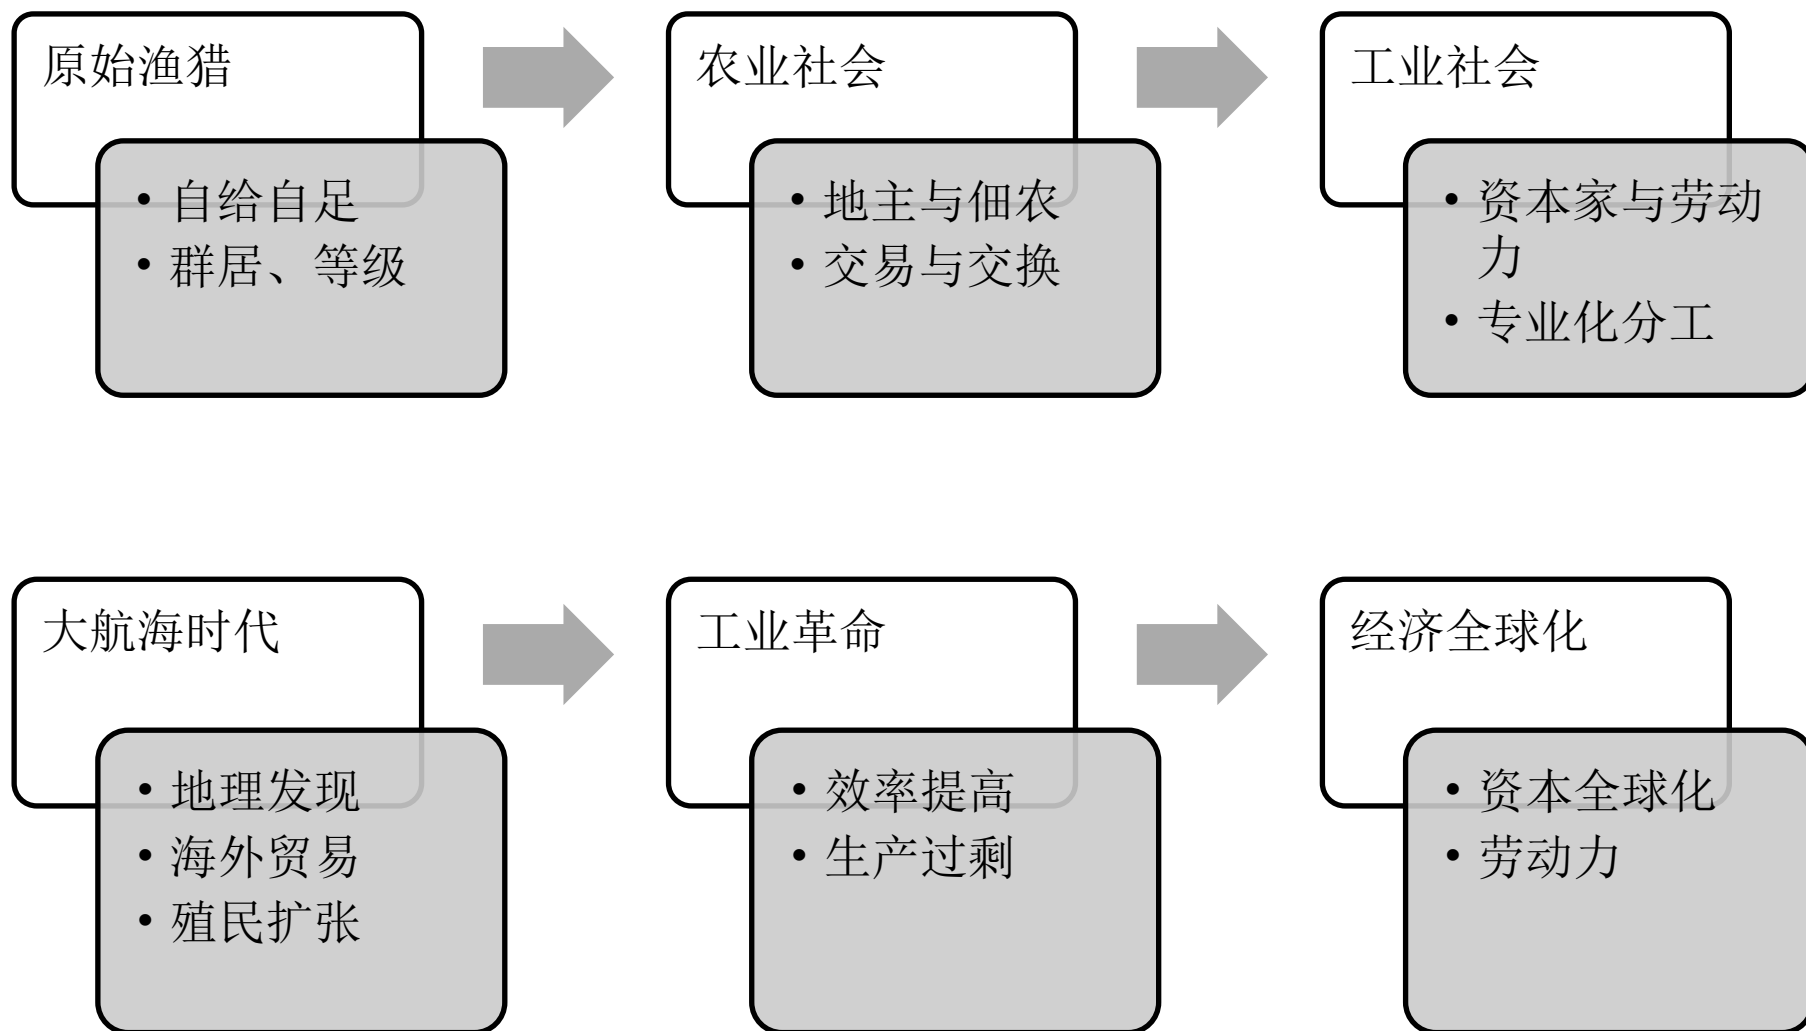 原始渔猎
• 自给自足
• 群居、等级
农业社会
• 地主与佃农
• 交易与交换
工业社会
• 资本家与劳动
力
• 专业化分工
大航海时代
• 地理发现
• 海外贸易
• 殖民扩张
工业革命
• 效率提高
• 生产过剩
经济全球化
• 资本全球化
• 劳动力